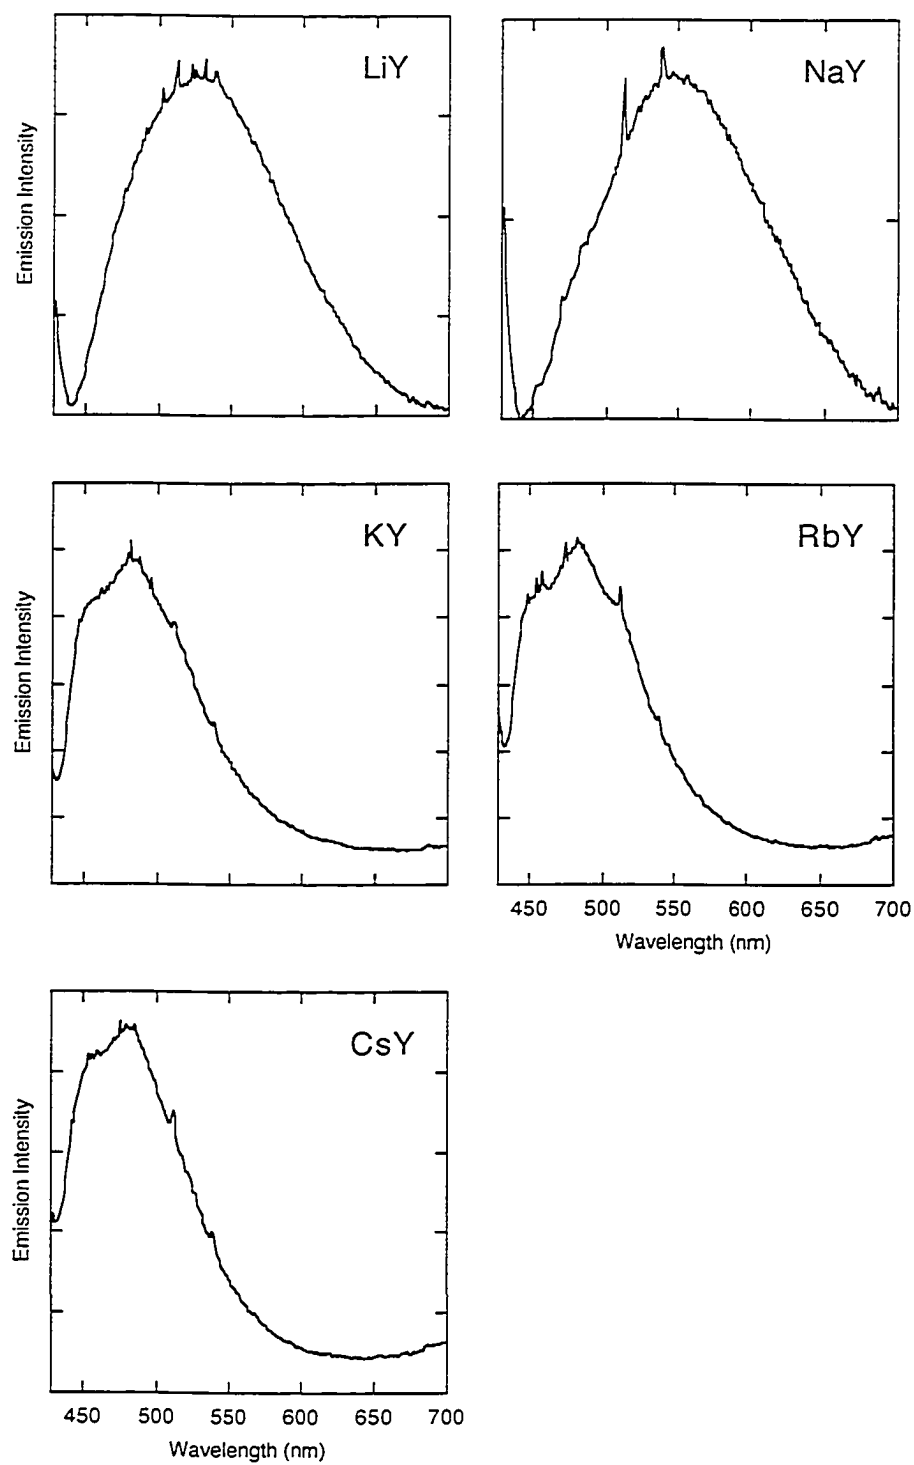 LiY
Emission Intensity
NaY
KY
Emission Intensity
RbY
450 500 550 600 650 700
Wavelength (nm)
CsY
Emission Intensity
450 500 550 600 650 700
Wavelength (nm)